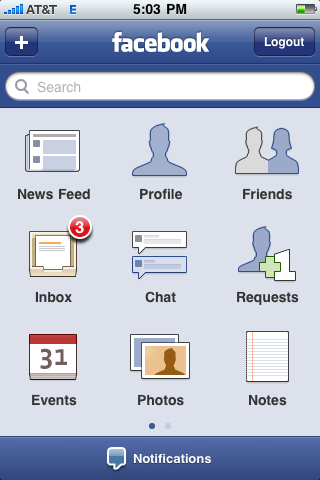 AT&T E 5:03 PM
+ facebook Logout
Search
News Feed Profile Friends
3
Inbox Chat Requests
31
Events Photos Notes
Notifications